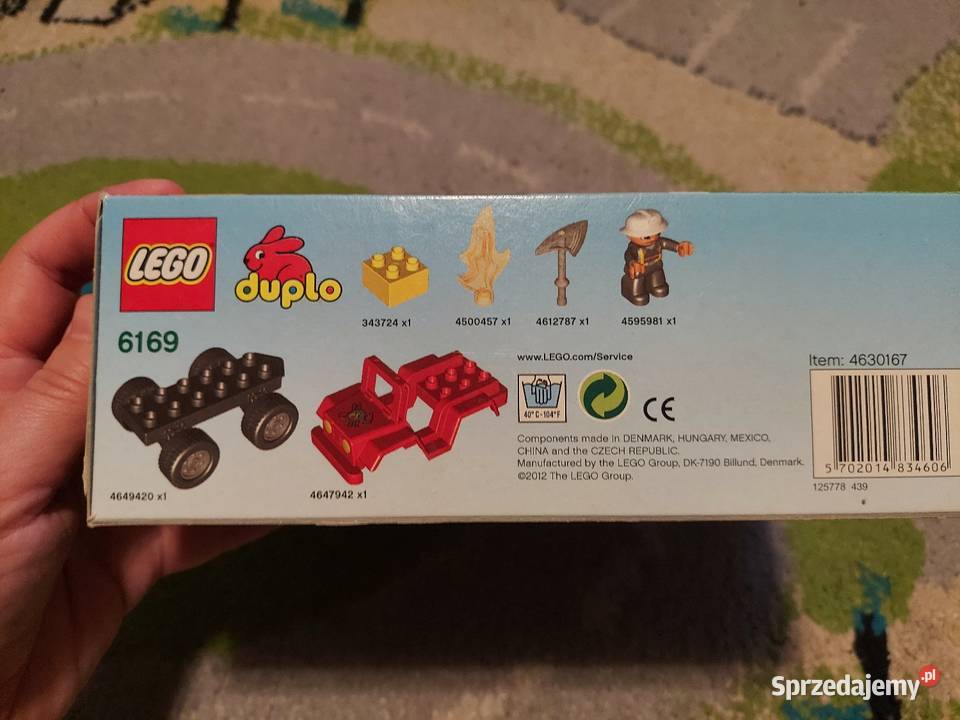 LEGO
duplo
343724 x1
4500457 x1
4612787 x1
4595981 x1
6169
4649420 x1
4647942 x1
www.LEGO.com/Service
40°C-104°F
CE
Components made in DENMARK, HUNGARY, MEXICO,
CHINA and the CZECH REPUBLIC.
Manufactured by the LEGO Group, DK-7190 Billund, Denmark.
©2012 The LEGO Group.
Item: 4630167
5 702014 834606
125778 439
Sprzedajemy.pl